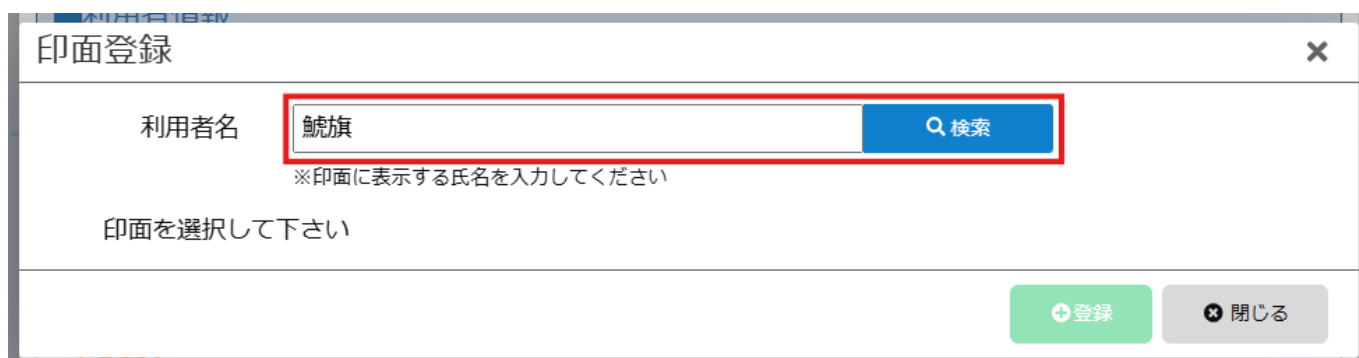 利用者情報
印面登録
利用者名
鯱旗
検索
※印面に表示する氏名を入力してください
印面を選択して下さい
登録
閉じる